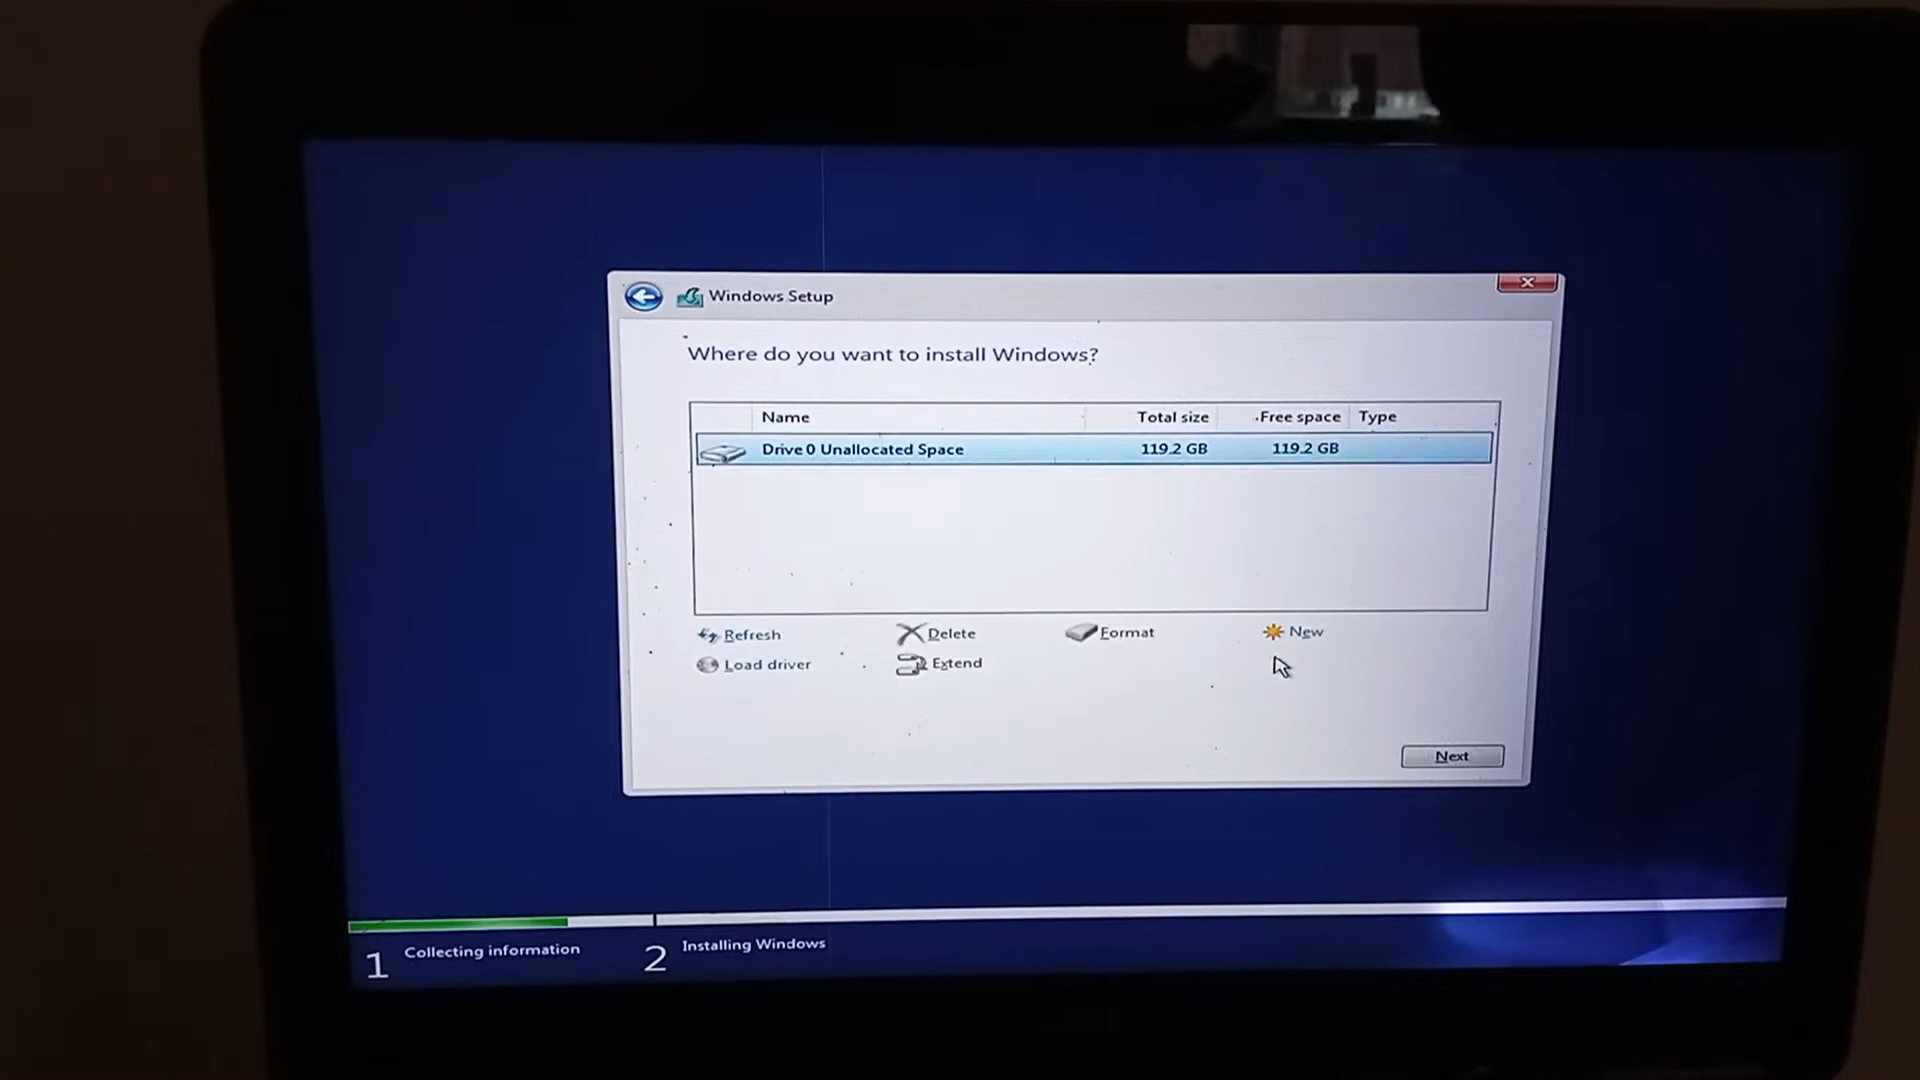 Windows Setup
Where do you want to install Windows?
Name Total size Free space Type
Drive 0 Unallocated Space 119.2 GB 119.2 GB
Refresh Delete Format New
Load driver Extend
Next
1 Collecting information 2 Installing Windows